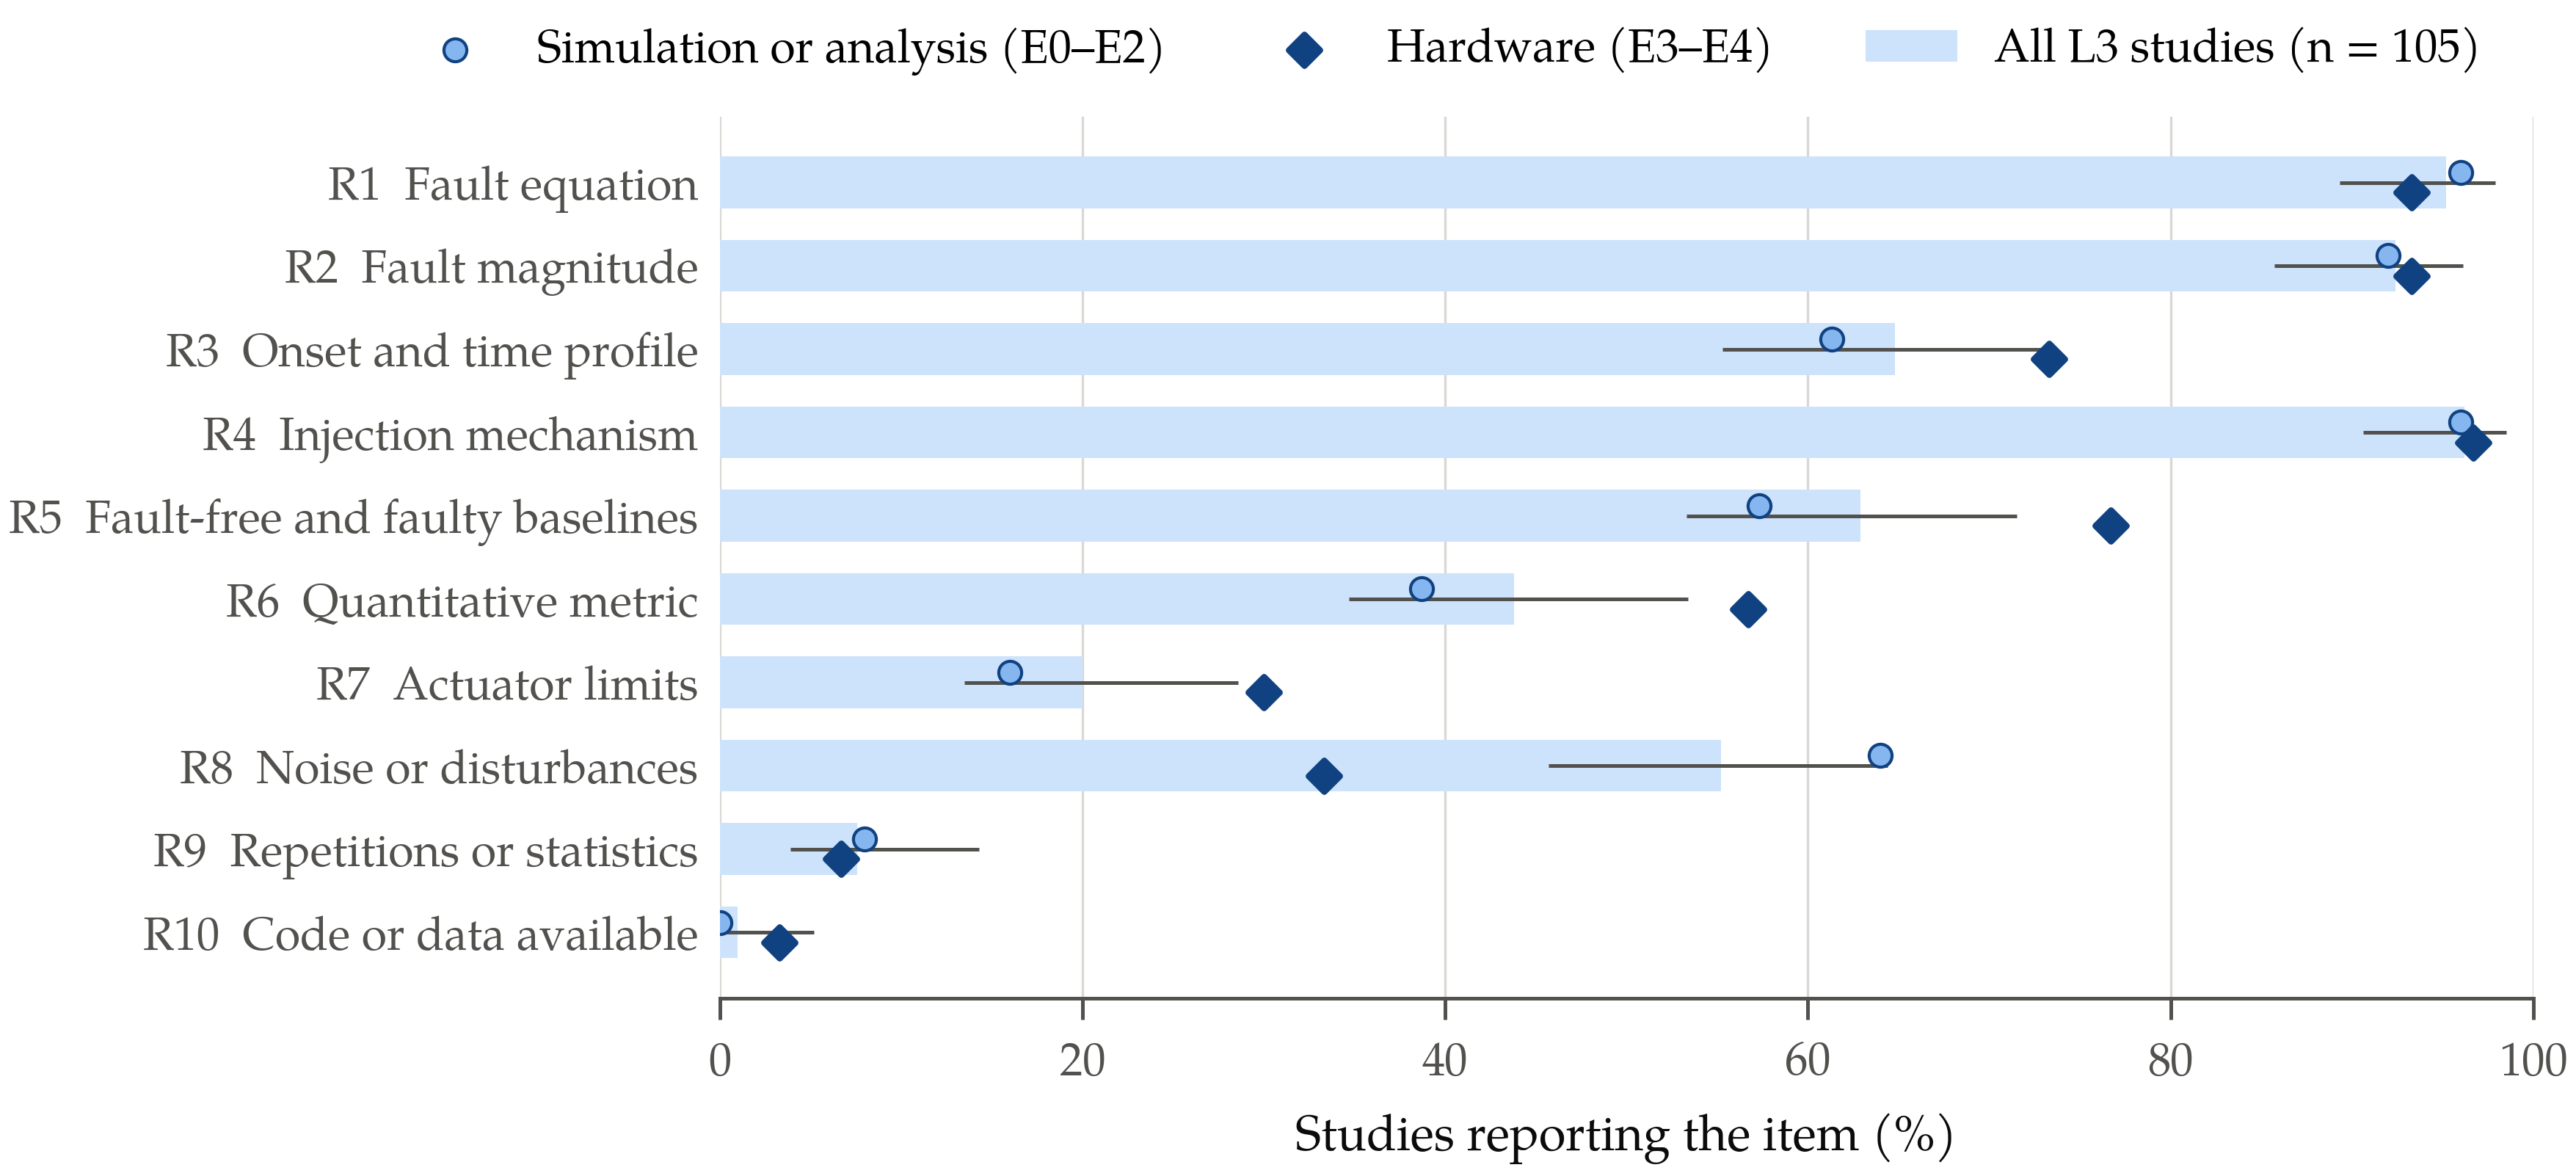 Simulation or analysis (E0–E2) Hardware (E3–E4) All L3 studies (n = 105)
R1 Fault equation
R2 Fault magnitude
R3 Onset and time profile
R4 Injection mechanism
R5 Fault-free and faulty baselines
R6 Quantitative metric
R7 Actuator limits
R8 Noise or disturbances
R9 Repetitions or statistics
R10 Code or data available
0 20 40 60 80 100
Studies reporting the item (%)